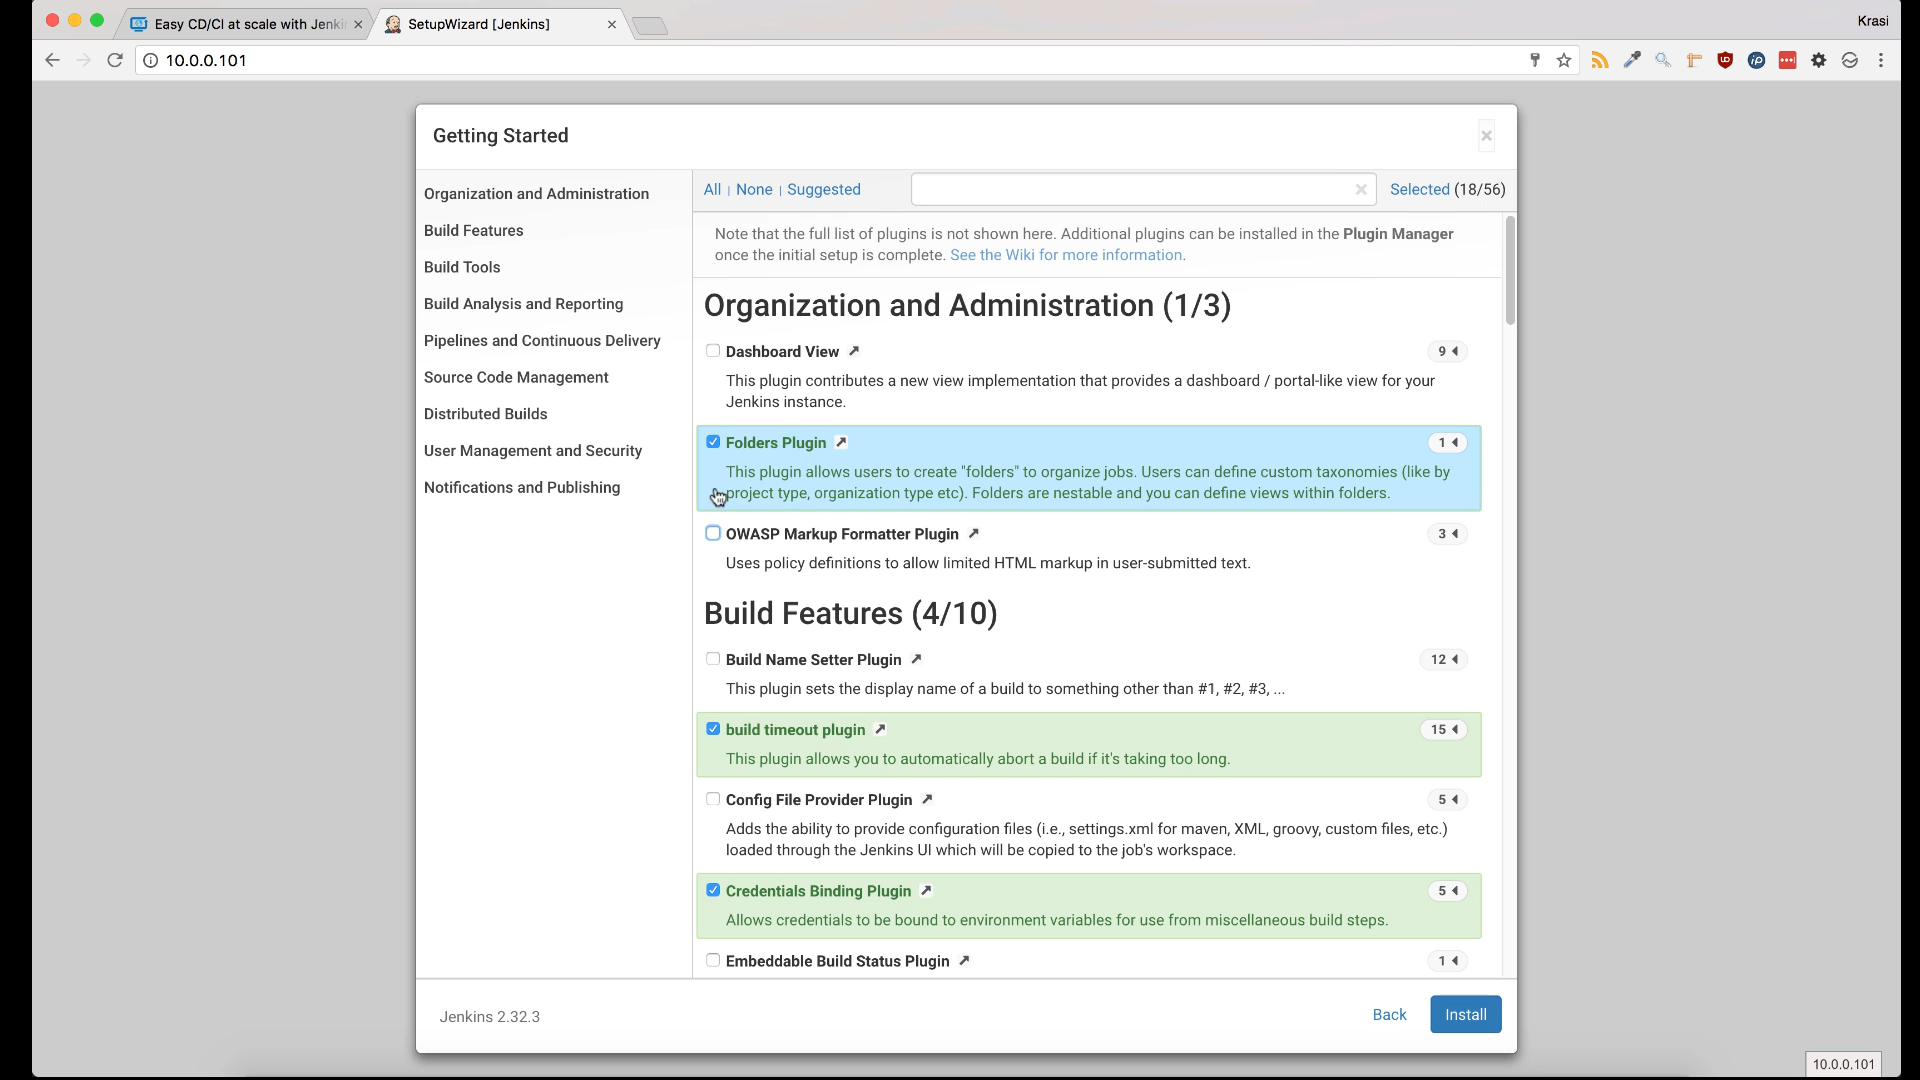 Easy CD/CI at scale with Jenki
SetupWizard [Jenkins]
Krasi
10.0.0.101
Getting Started
Organization and Administration
Build Features
Build Tools
Build Analysis and Reporting
Pipelines and Continuous Delivery
Source Code Management
Distributed Builds
User Management and Security
Notifications and Publishing
All | None | Suggested
Selected (18/56)
Note that the full list of plugins is not shown here. Additional plugins can be installed in the Plugin Manager
once the initial setup is complete. See the Wiki for more information.
Organization and Administration (1/3)
Dashboard View 9
This plugin contributes a new view implementation that provides a dashboard / portal-like view for your
Jenkins instance.
Folders Plugin 1
This plugin allows users to create "folders" to organize jobs. Users can define custom taxonomies (like by
project type, organization type etc). Folders are nestable and you can define views within folders.
OWASP Markup Formatter Plugin 3
Uses policy definitions to allow limited HTML markup in user-submitted text.
Build Features (4/10)
Build Name Setter Plugin 12
This plugin sets the display name of a build to something other than #1, #2, #3, ...
build timeout plugin 15
This plugin allows you to automatically abort a build if it's taking too long.
Config File Provider Plugin 5
Adds the ability to provide configuration files (i.e., settings.xml for maven, XML, groovy, custom files, etc.)
loaded through the Jenkins UI which will be copied to the job's workspace.
Credentials Binding Plugin 5
Allows credentials to be bound to environment variables for use from miscellaneous build steps.
Embeddable Build Status Plugin 1
Jenkins 2.32.3
Back
Install
10.0.0.101